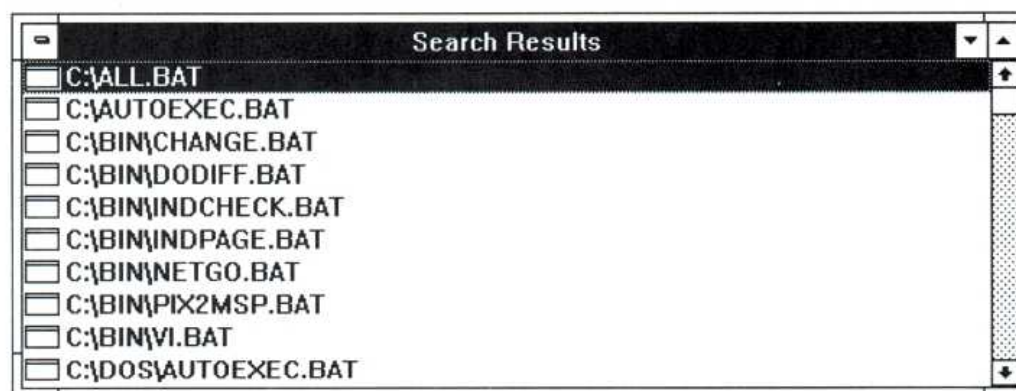 Search Results
C:\ALL.BAT
C:\AUTOEXEC.BAT
C:\BIN\CHANGE.BAT
C:\BIN\DODIFF.BAT
C:\BIN\INDCHECK.BAT
C:\BIN\INDPAGE.BAT
C:\BIN\NETGO.BAT
C:\BIN\PIX2MSP.BAT
C:\BIN\VI.BAT
C:\DOS\AUTOEXEC.BAT